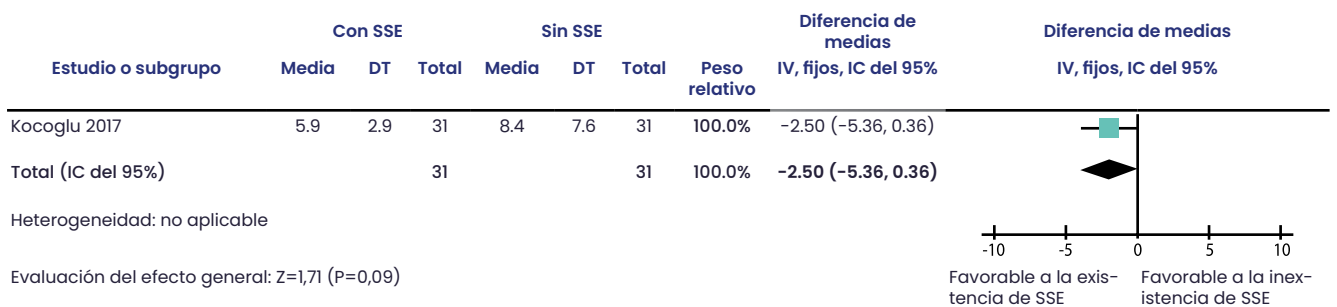 Con SSE Sin SSE Diferencia de medias Diferencia de medias
Estudio o subgrupo Media DT Total Media DT Total Peso relativo IV, fijos, IC del 95% IV, fijos, IC del 95%
Kocoglu 2017 5.9 2.9 31 8.4 7.6 31 100.0% -2.50 (-5.36, 0.36)
Total (IC del 95%) 31 31 100.0% -2.50 (-5.36, 0.36)
Heterogeneidad: no aplicable
-10 -5 0 5 10
Evaluación del efecto general: Z=1,71 (P=0,09)
Favorable a la exis-
tencia de SSE
Favorable a la inex-
istencia de SSE